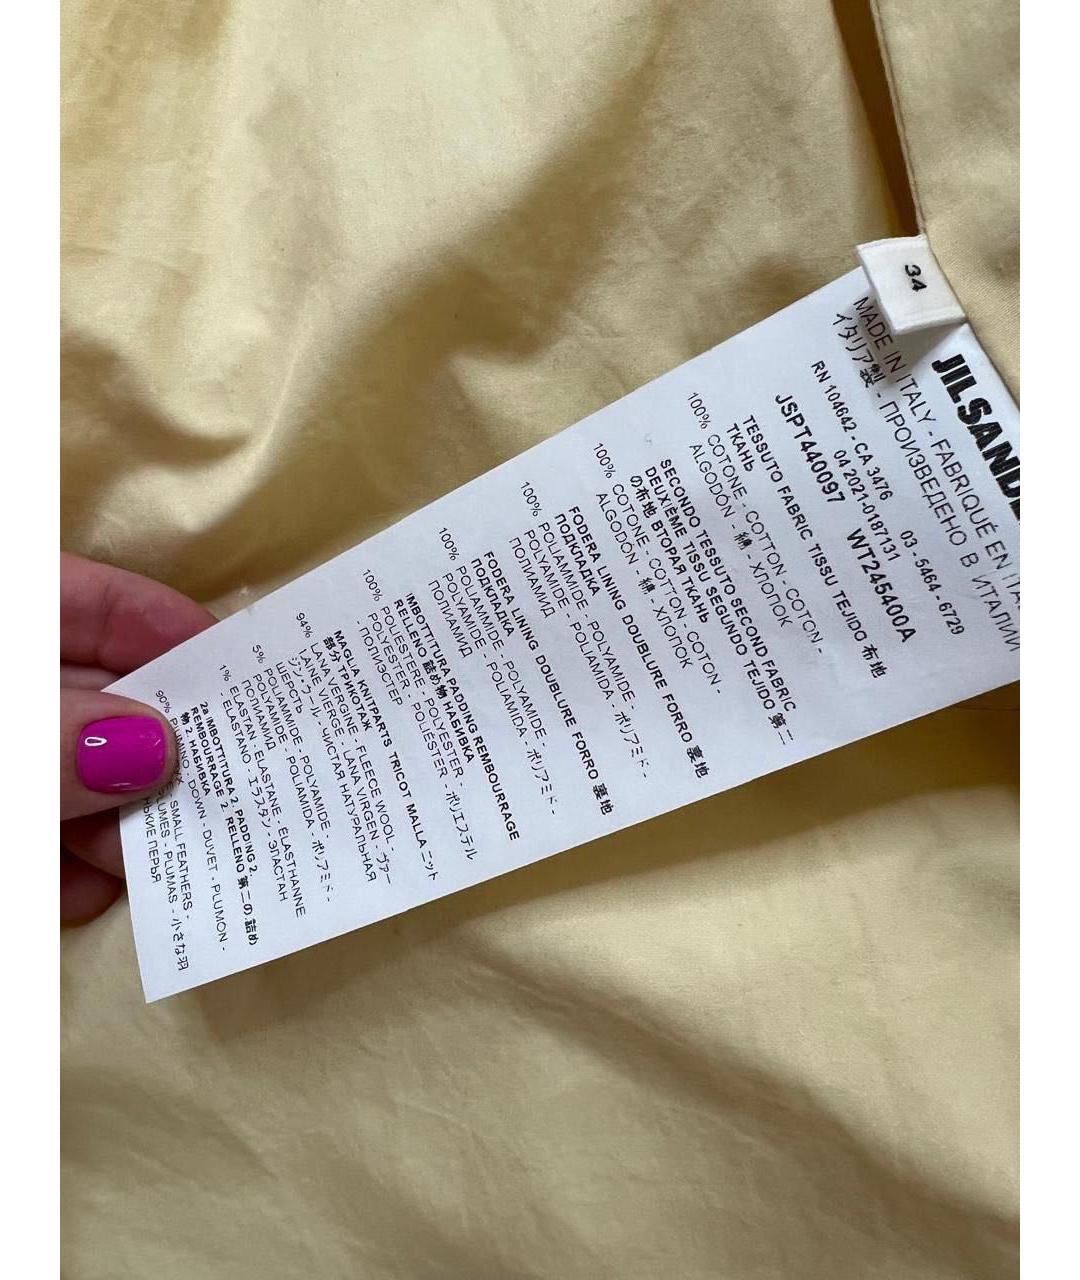 34
JILSAND
MADE IN ITALY - FABRIQUÉ EN ITA
イタリア製 - ПРОИЗВЕДЕНО В ИТАЛИИ
RN 104642 - CA 3476 03 - 5464 - 6729
04 2021-0187131
JSPT440097 WT245400A
TESSUTO FABRIC TISSU TEJIDO 布地
ТКАНЬ
100% COTONE - COTTON - COTON -
ALGODÓN - 綿 - ХЛОПОК
SECONDO TESSUTO SECOND FABRIC
DEUXIÈME TISSU SEGUNDO TEJIDO 第二
の布地 ВТОРАЯ ТКАНЬ
100% COTONE - COTTON - COTON -
ALGODÓN - 綿 - ХЛОПОК
FODERA LINING DOUBLURE FORRO 裏地
ПОДКЛАДКА
100% POLIAMMIDE - POLYAMIDE -
POLYAMIDE - POLIAMIDA - ポリアミド -
ПОЛИАМИД
FODERA LINING DOUBLURE FORRO 裏地
ПОДКЛАДКА
100% POLIAMMIDE - POLYAMIDE -
POLYAMIDE - POLIAMIDA - ポリアミド -
ПОЛИАМИД
IMBOTTITURA PADDING REMBOURRAGE
RELLENO 詰め物 НАБИВКА
100% POLIESTERE - POLYESTER -
POLYESTER - POLIÉSTER - ポリエステル
- ПОЛИЭСТЕР
MAGLIA KNITPARTS TRICOT MALLA ニット
部分 ТРИКОТАЖ
94% LANA VERGINE - FLEECE WOOL -
LAINE VIERGE - LANA VIRGEN - ヴァー
ジン・ウール - ЧИСТАЯ НАТУРАЛЬНАЯ
ШЕРСТЬ
5% POLIAMMIDE - POLYAMIDE -
POLYAMIDE - POLIAMIDA - ポリアミド -
ПОЛИАМИД
1% ELASTAN - ELASTANE - ÉLASTHANNE
- ELASTANO - エラスタン - ЭЛАСТАН
2a IMBOTTITURA 2. PADDING 2.
REMBOURRAGE 2. RELLENO 第二の 詰め
物 2. НАБИВКА
90% PIUMINO - DOWN - DUVET - PLUMÓN -
SMALL FEATHERS -
PLUMAS - 小さな羽
ПЕРЬЯ